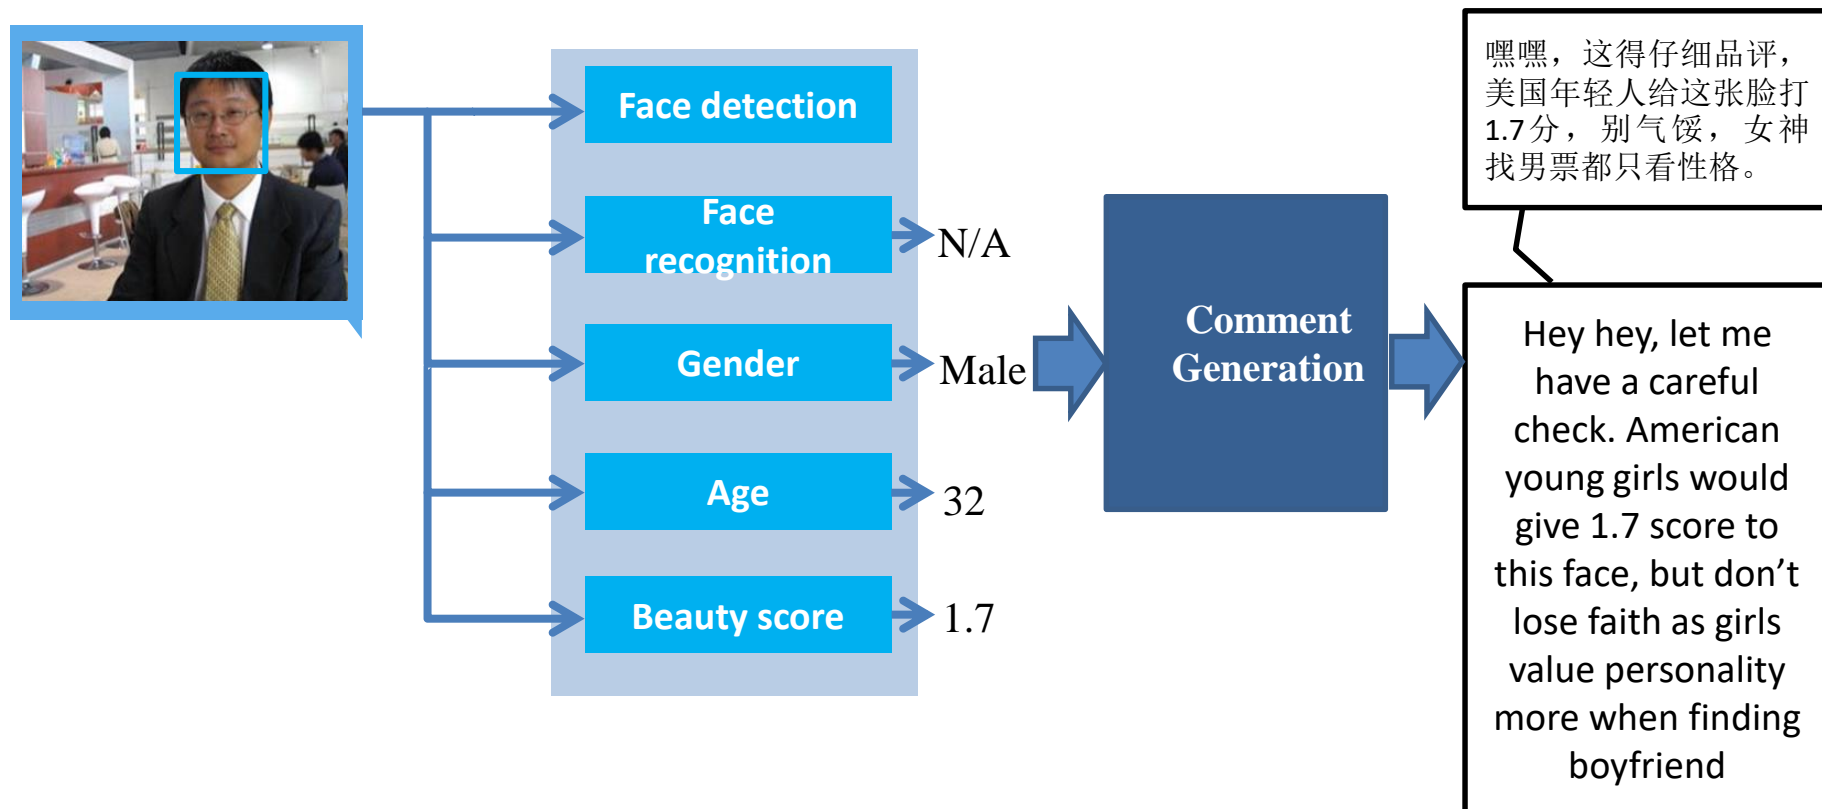 Face detection
Face
recognition
N/A
Gender
Male
Age
32
Beauty score
1.7
Comment
Generation
嘿嘿，这得仔细品评，
美国年轻人给这张脸打
1.7分，别气馁，女神
找男票都只看性格。
Hey hey, let me
have a careful
check. American
young girls would
give 1.7 score to
this face, but don’t
lose faith as girls
value personality
more when finding
boyfriend